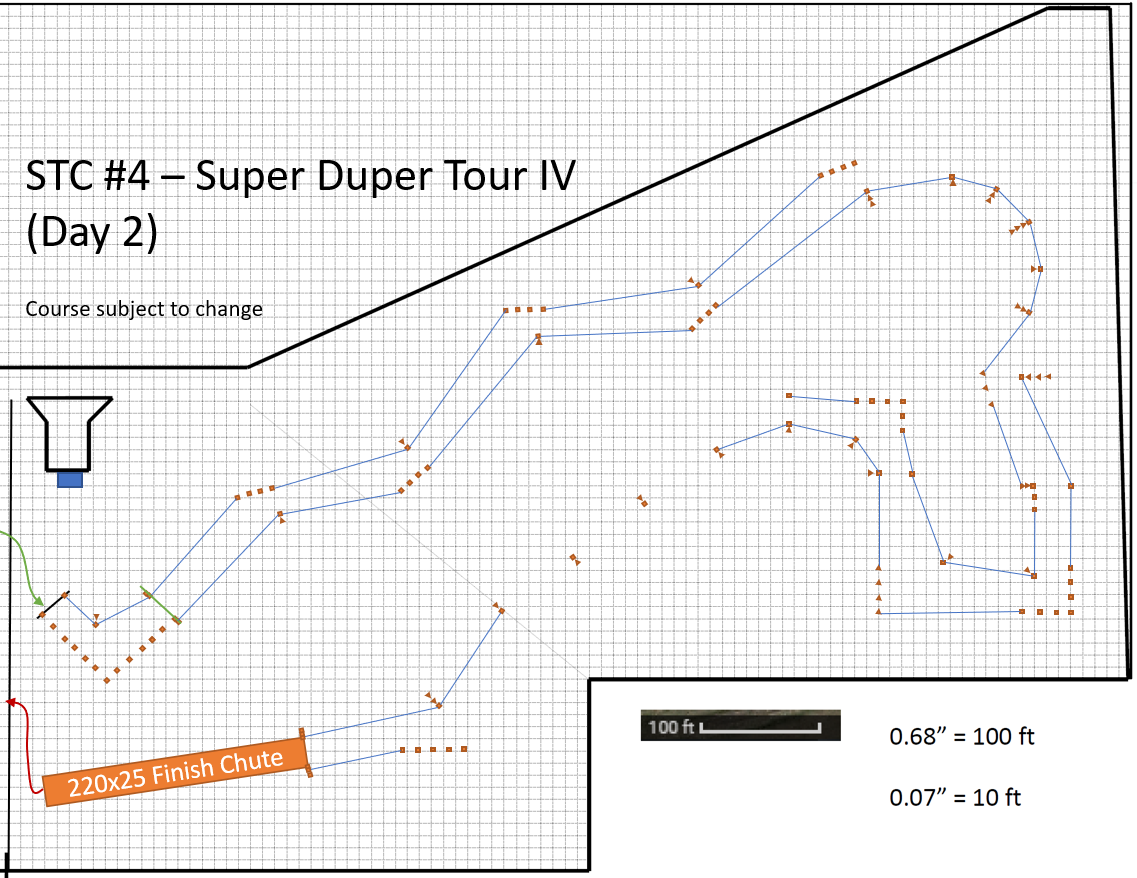 STC #4 – Super Duper Tour IV
(Day 2)
Course subject to change
220x25 Finish Chute
100 ft
0.68” = 100 ft
0.07” = 10 ft